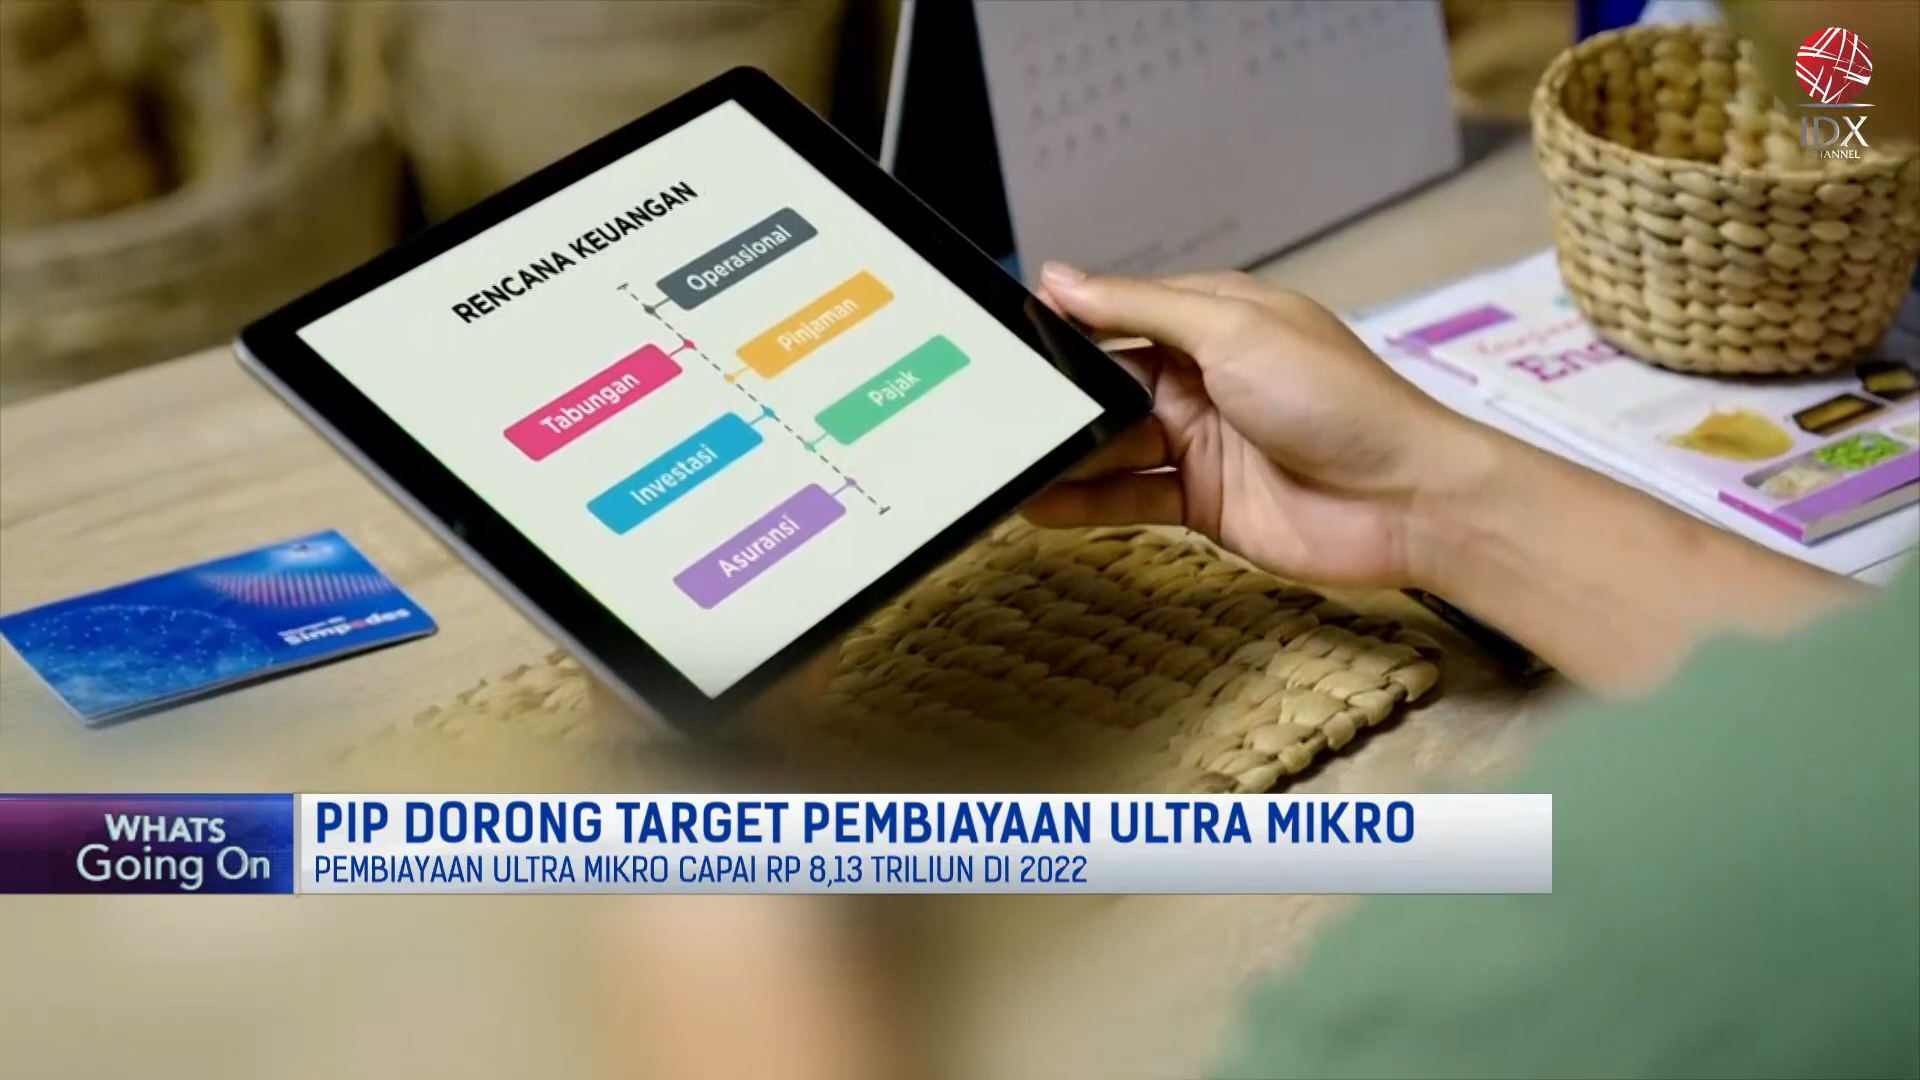 IDX
CHANNEL
RENCANA KEUANGAN
Operasional
Tabungan
Pinjaman
Investasi
Pajak
Asuransi
Simpedes
WHATS
Going On
PIP DORONG TARGET PEMBIAYAAN ULTRA MIKRO
PEMBIAYAAN ULTRA MIKRO CAPAI RP 8,13 TRILIUN DI 2022